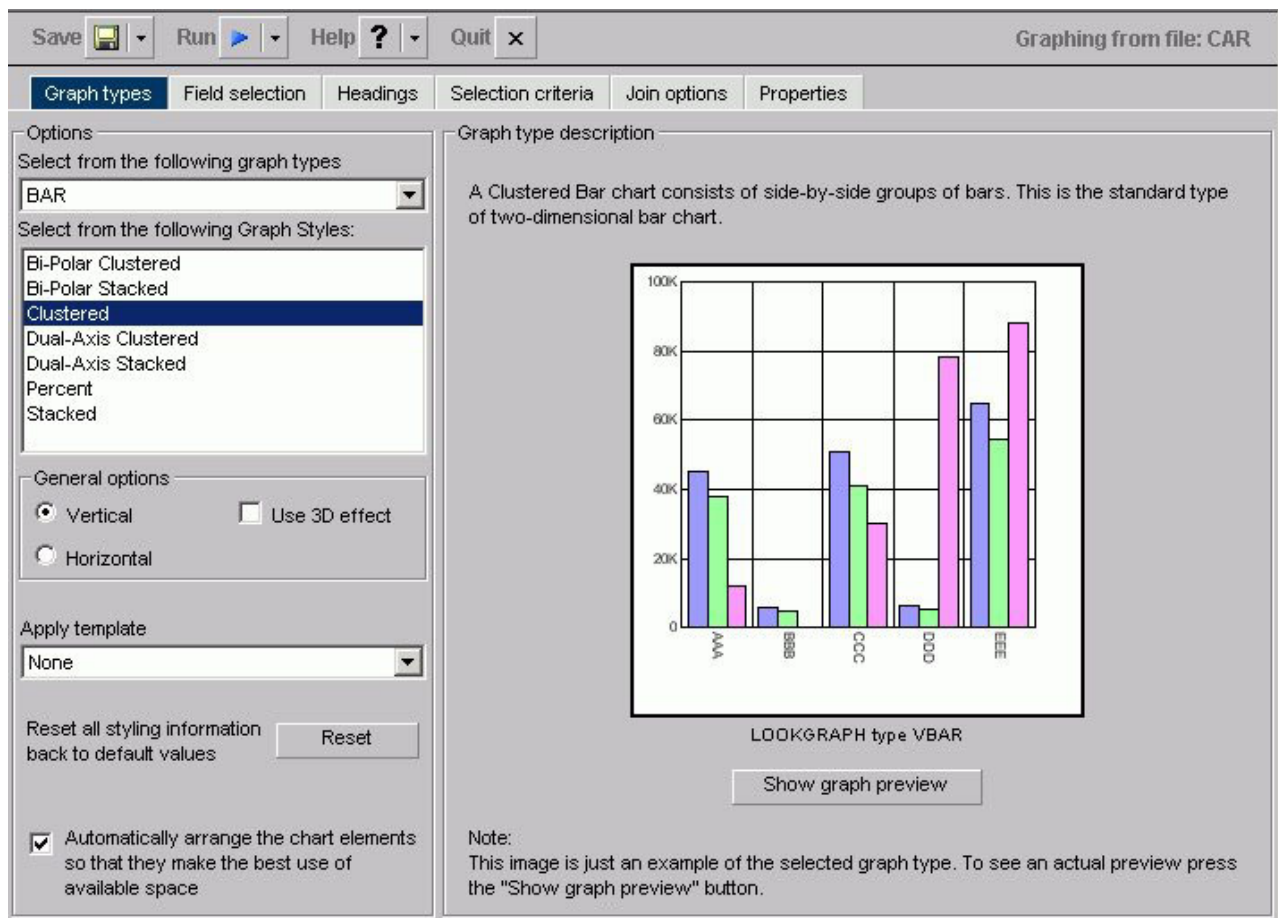 Save Run Help ? Quit x Graphing from file: CAR
Graph types Field selection Headings Selection criteria Join options Properties
Options
Select from the following graph types
BAR
Select from the following Graph Styles:
Bi-Polar Clustered
Bi-Polar Stacked
Clustered
Dual-Axis Clustered
Dual-Axis Stacked
Percent
Stacked
General options
Vertical Use 3D effect
Horizontal
Apply template
None
Reset all styling information
back to default values
Reset
Automatically arrange the chart elements
so that they make the best use of
available space
Graph type description
A Clustered Bar chart consists of side-by-side groups of bars. This is the standard type
of two-dimensional bar chart.
100K
80K
60K
40K
20K
0
AAA BBB CCC DDD EEE
LOOKGRAPH type VBAR
Show graph preview
Note:
This image is just an example of the selected graph type. To see an actual preview press
the "Show graph preview" button.